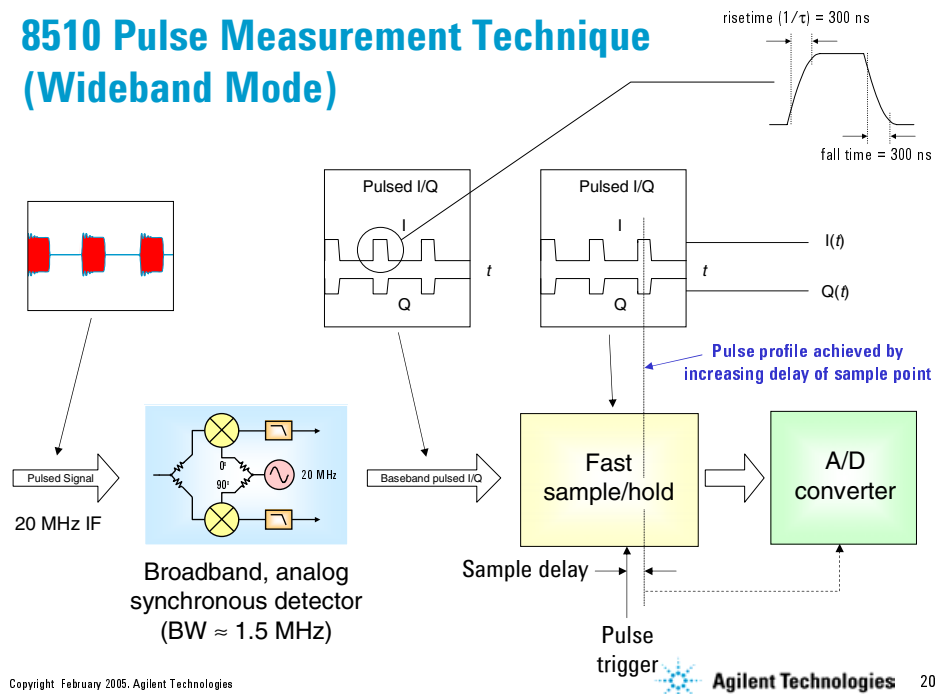 8510 Pulse Measurement Technique
(Wideband Mode)
risetime (1/τ) = 300 ns
fall time = 300 ns
Pulsed I/Q
I
t
Q
Pulsed I/Q
I
t
Q
I(t)
Q(t)
Pulse profile achieved by
increasing delay of sample point
Pulsed Signal
20 MHz IF
0º
90º
20 MHz
Broadband, analog
synchronous detector
(BW ≈ 1.5 MHz)
Baseband pulsed I/Q
Fast
sample/hold
A/D
converter
Sample delay
Pulse
trigger
Copyright February 2005. Agilent Technologies
Agilent Technologies
20